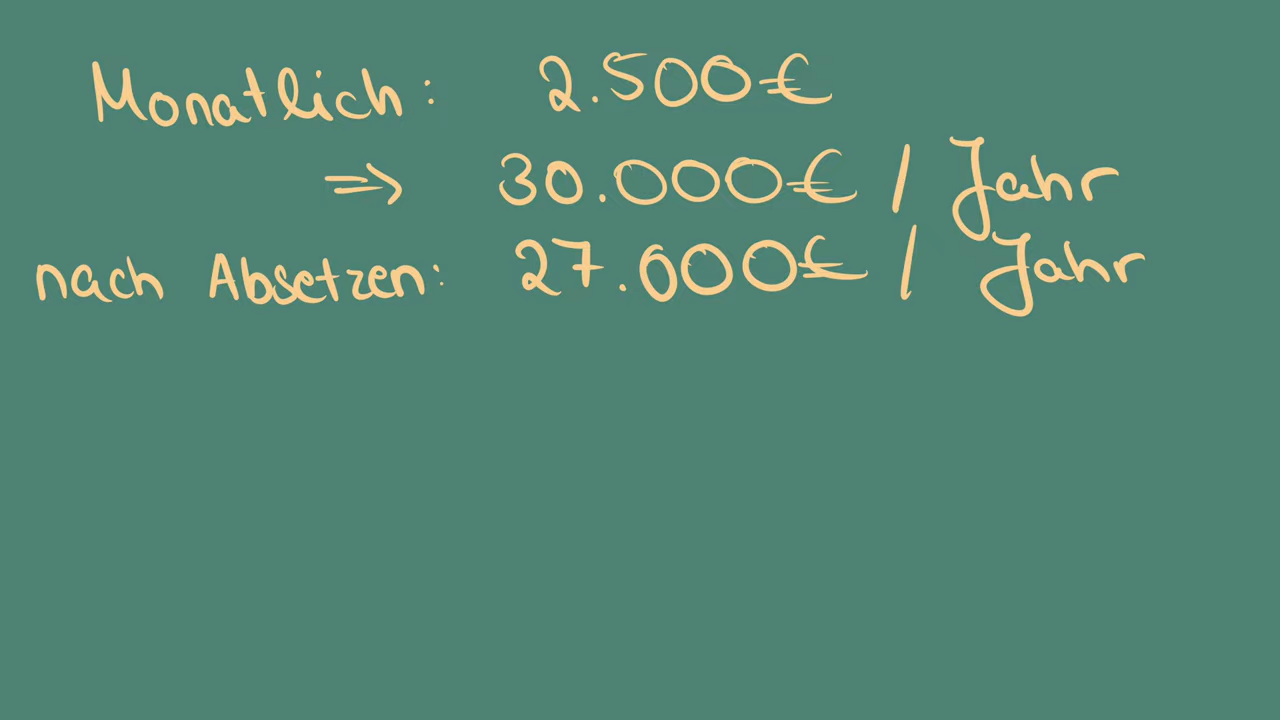 Monatlich: 2.500€
=> 30.000€ / Jahr
nach Absetzen: 27.000€ / Jahr